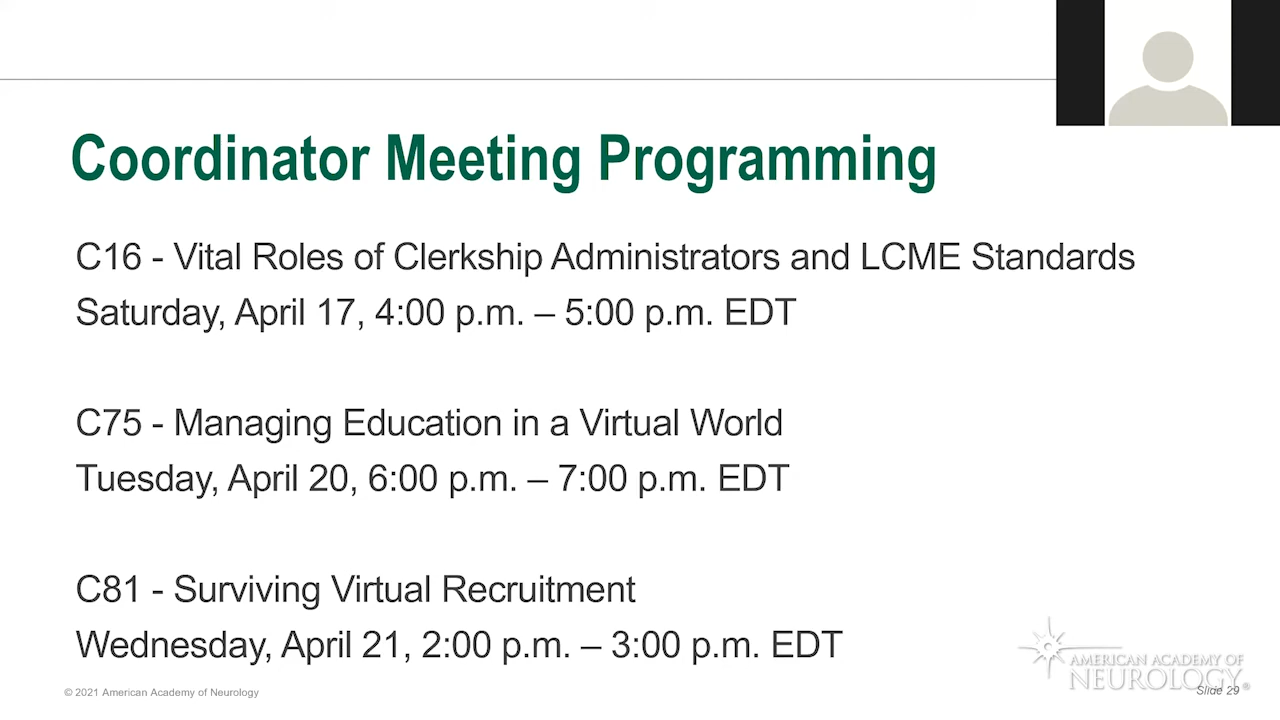 Coordinator Meeting Programming
C16 - Vital Roles of Clerkship Administrators and LCME Standards
Saturday, April 17, 4:00 p.m. – 5:00 p.m. EDT
C75 - Managing Education in a Virtual World
Tuesday, April 20, 6:00 p.m. – 7:00 p.m. EDT
C81 - Surviving Virtual Recruitment
Wednesday, April 21, 2:00 p.m. – 3:00 p.m. EDT
AMERICAN ACADEMY OF
NEUROLOGY®
© 2021 American Academy of Neurology
Slide 29